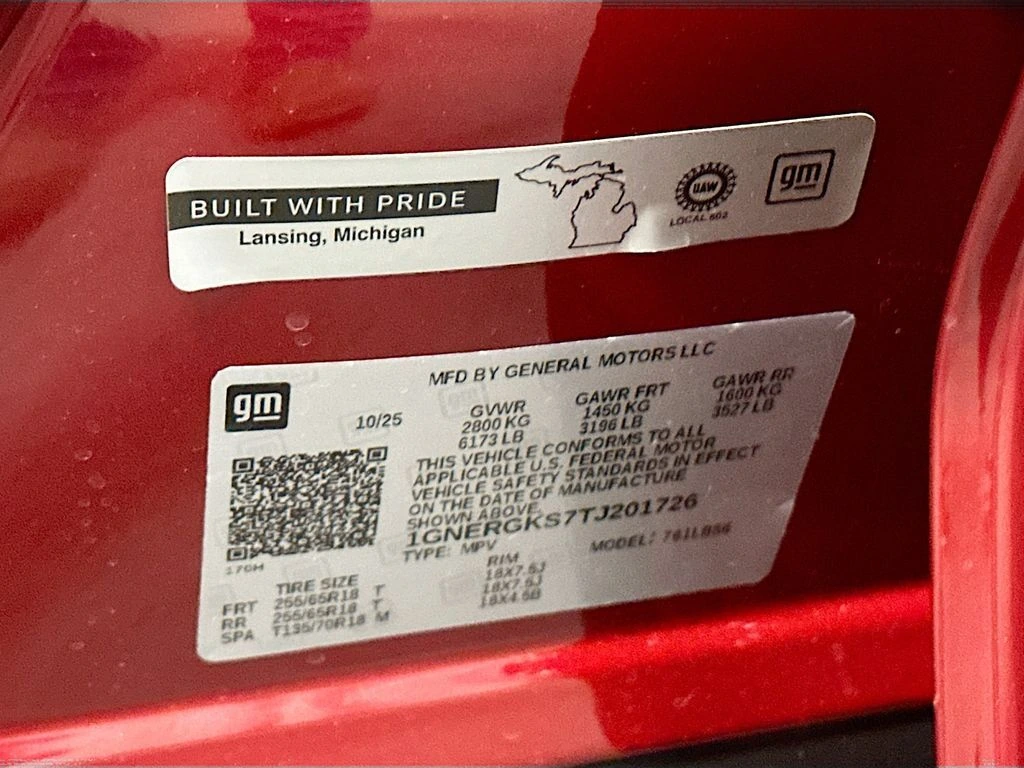 BUILT WITH PRIDE
Lansing, Michigan
UAW
LOCAL 602
gm
MFD BY GENERAL MOTORS LLC
gm
10/25
GVWR GAWR FRT GAWR RR
2800 KG 1450 KG 1600 KG
6173 LB 3196 LB 3527 LB
THIS VEHICLE CONFORMS TO ALL
APPLICABLE U.S. FEDERAL MOTOR
VEHICLE SAFETY STANDARDS IN EFFECT
ON THE DATE OF MANUFACTURE
SHOWN ABOVE.
1GNERGKS7TJ201726
TYPE: MPV MODEL:
170H
TIRE SIZE RIM
FRT 255/65R18 T 18X7.5J
RR 255/65R18 T 18X7.5J
SPA T135/70R18 M 18X4.5B